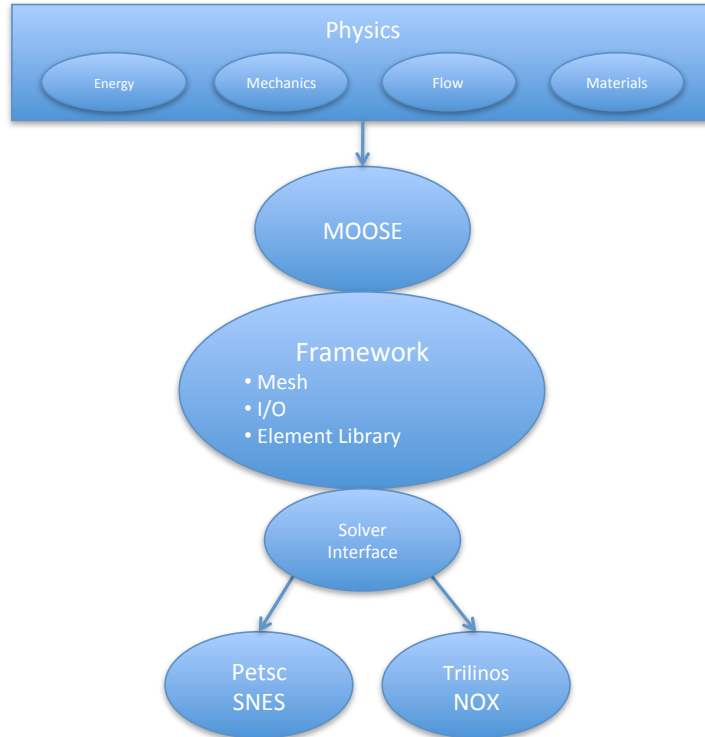 Physics
Energy Mechanics Flow Materials
MOOSE
Framework
• Mesh
• I/O
• Element Library
Solver
Interface
Petsc
SNES
Trilinos
NOX